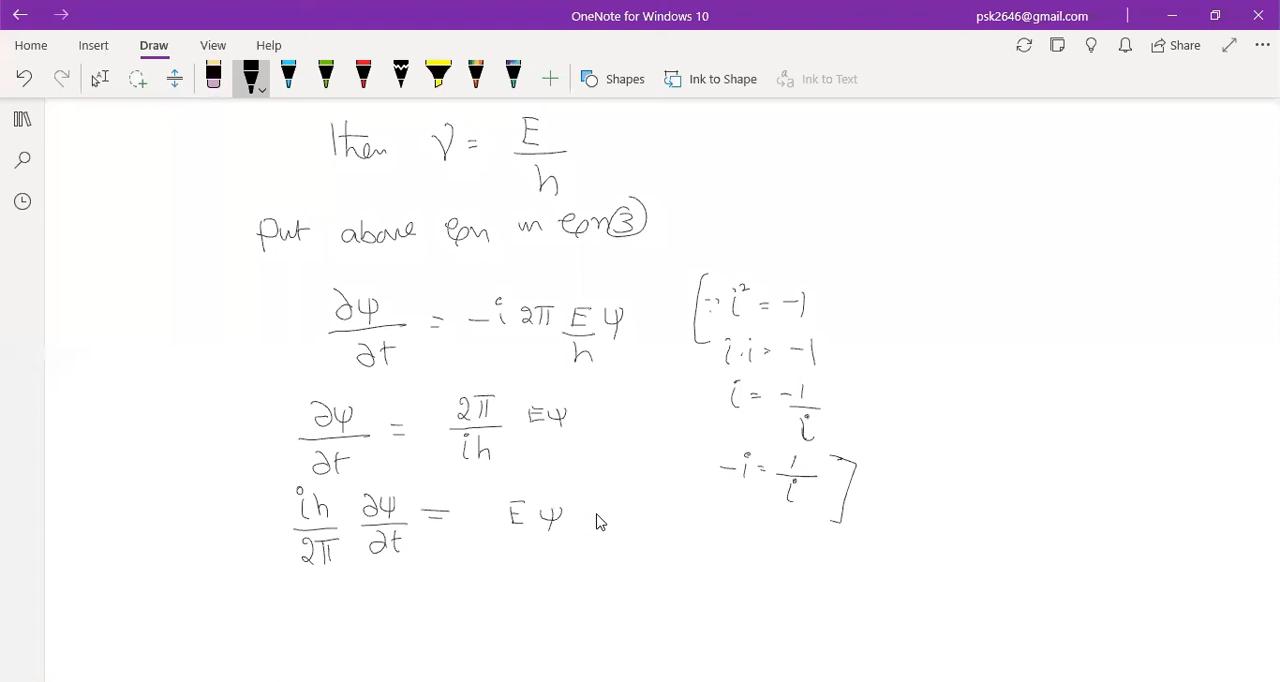 OneNote for Windows 10
psk2646@gmail.com
Home Insert Draw View Help
Share
Shapes Ink to Shape Ink to Text
Then ν = E/h
Put above Eqn in Eqn ③
∂ψ/∂t = -i 2π E/h ψ
[∵ i² = -1
i.i = -1
i = -1/i
-i = 1/i ]
∂ψ/∂t = 2π/ih Eψ
ih/2π ∂ψ/∂t = Eψ